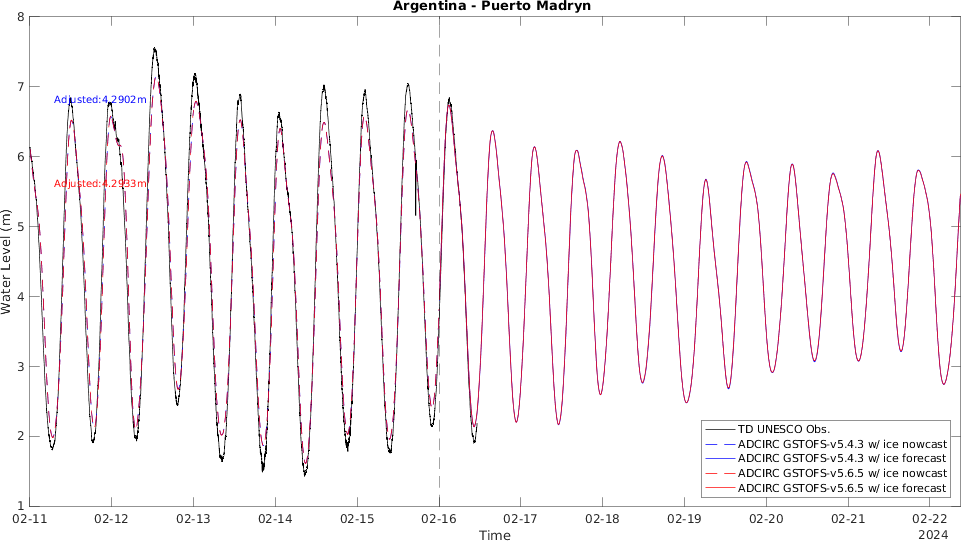 Argentina - Puerto Madryn
Water Level (m)
8
7
6
5
4
3
2
1
Adjusted:4.2902m
Adjusted:4.2933m
TD UNESCO Obs.
ADCIRC GSTOFS-v5.4.3 w/ ice nowcast
ADCIRC GSTOFS-v5.4.3 w/ ice forecast
ADCIRC GSTOFS-v5.6.5 w/ ice nowcast
ADCIRC GSTOFS-v5.6.5 w/ ice forecast
02-11 02-12 02-13 02-14 02-15 02-16 02-17 02-18 02-19 02-20 02-21 02-22
Time
2024